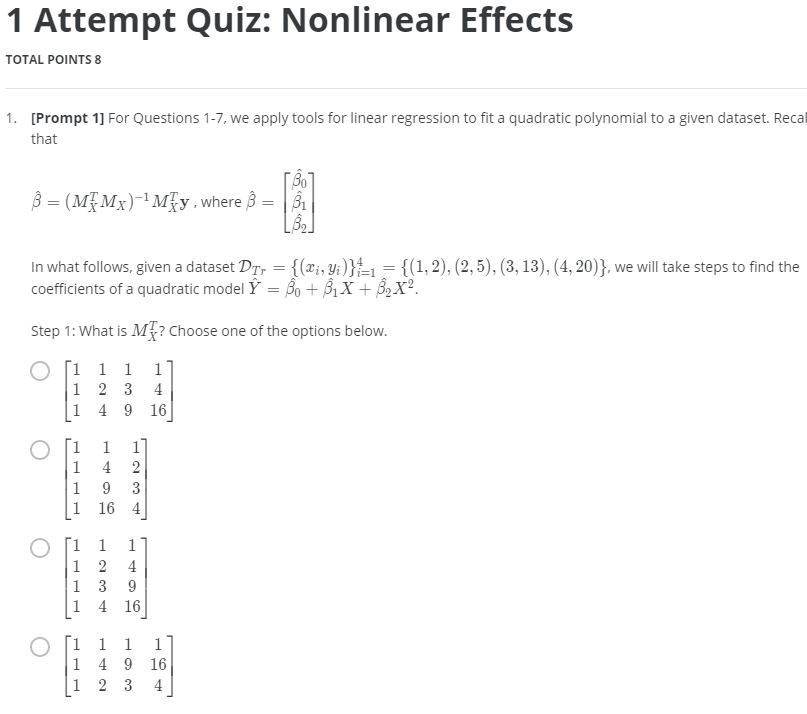 1 Attempt Quiz: Nonlinear Effects
TOTAL POINTS 8
1. [Prompt 1] For Questions 1-7, we apply tools for linear regression to fit a quadratic polynomial to a given dataset. Recal
that
β̂ = (M_X^T M_X)^{-1} M_X^T y , where β̂ = [β̂₀ β̂₁ β̂₂]
In what follows, given a dataset 𝒟_{Tr} = {(x_i, y_i)}_{i=1}^4 = {(1, 2), (2, 5), (3, 13), (4, 20)}, we will take steps to find the
coefficients of a quadratic model Ŷ = β̂₀ + β̂₁X + β̂₂X².
Step 1: What is M_X^T? Choose one of the options below.
1 1 1 1
1 2 3 4
1 4 9 16
1 1 1
1 4 2
1 9 3
1 16 4
1 1 1
1 2 4
1 3 9
1 4 16
1 1 1 1
1 4 9 16
1 2 3 4